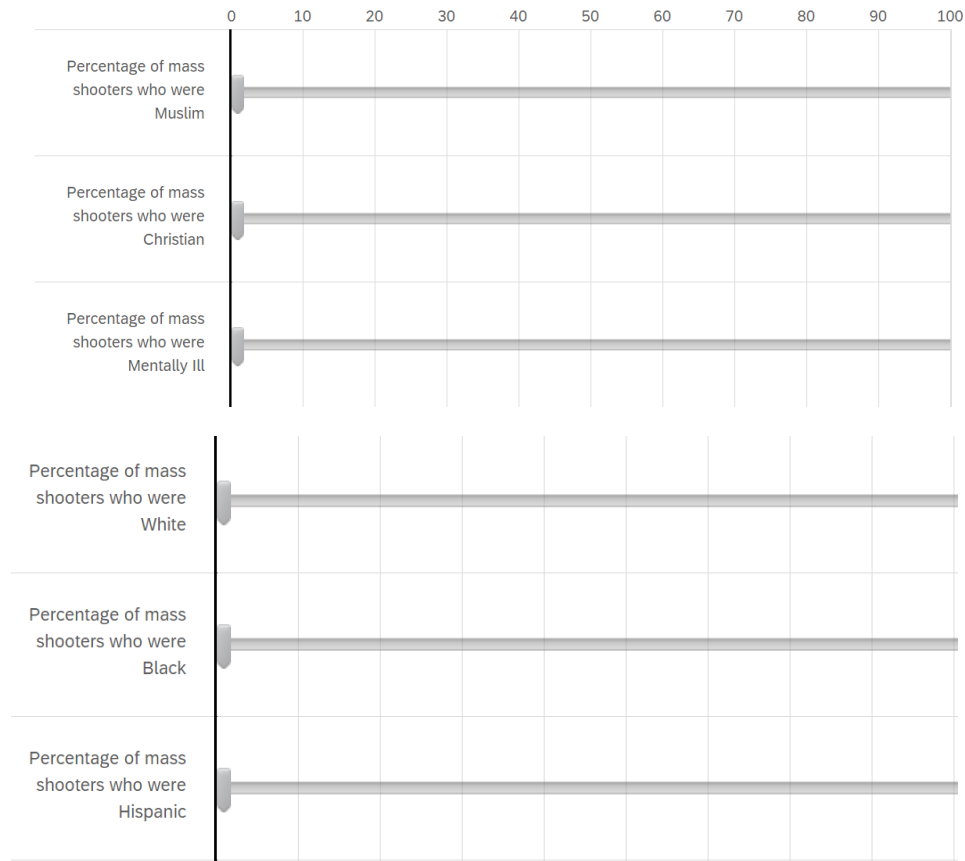 0 10 20 30 40 50 60 70 80 90 100
Percentage of mass
shooters who were
Muslim
Percentage of mass
shooters who were
Christian
Percentage of mass
shooters who were
Mentally Ill
Percentage of mass
shooters who were
White
Percentage of mass
shooters who were
Black
Percentage of mass
shooters who were
Hispanic